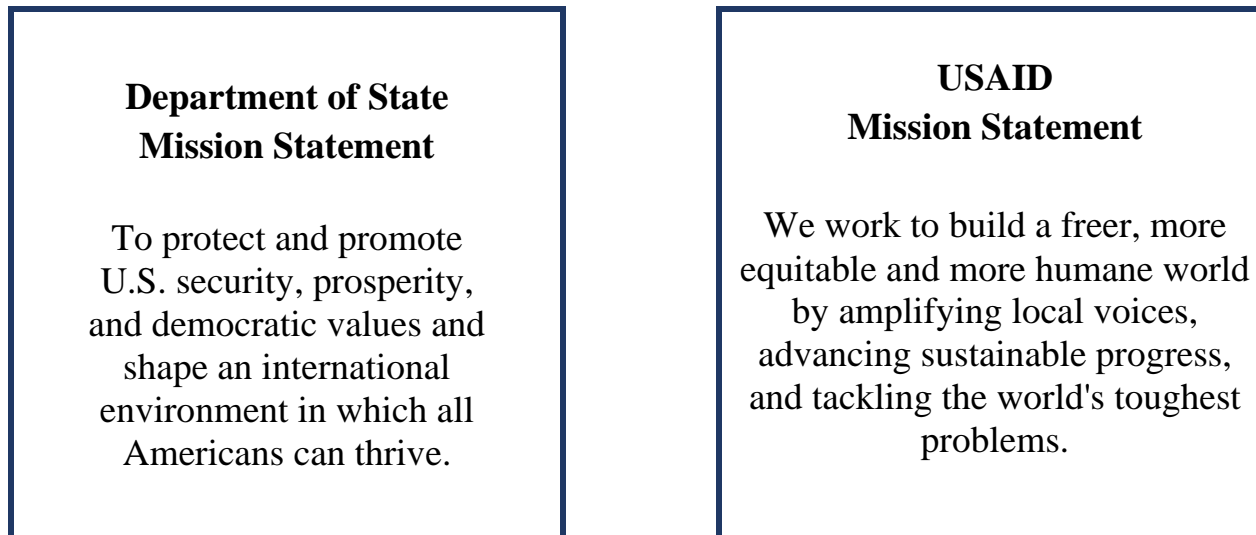 Department of State
Mission Statement
To protect and promote
U.S. security, prosperity,
and democratic values and
shape an international
environment in which all
Americans can thrive.
USAID
Mission Statement
We work to build a freer, more
equitable and more humane world
by amplifying local voices,
advancing sustainable progress,
and tackling the world's toughest
problems.